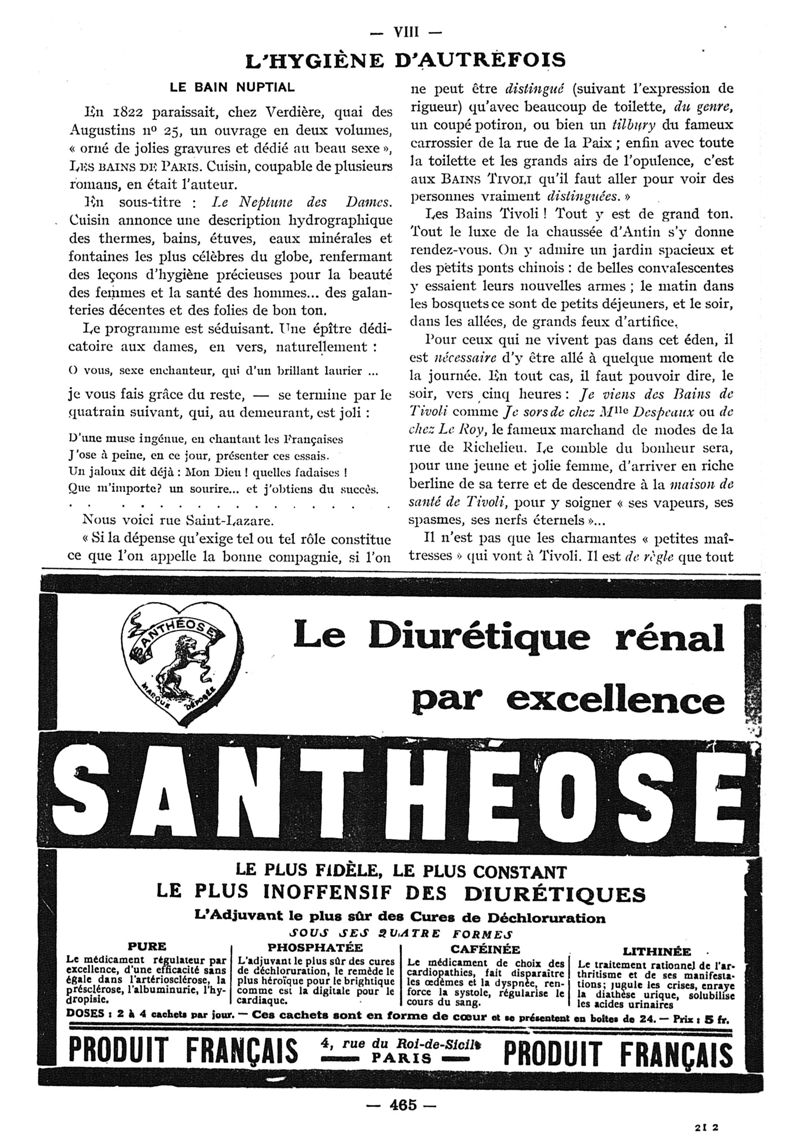 — VIII —
L'HYGIÈNE D'AUTREFOIS
LE BAIN NUPTIAL
En 1822 paraissait, chez Verdière, quai des
Augustins nº 25, un ouvrage en deux volumes,
« orné de jolies gravures et dédié au beau sexe »,
LES BAINS DE PARIS. Cuisin, coupable de plusieurs
romans, en était l'auteur.
En sous-titre : Le Neptune des Dames.
Cuisin annonce une description hydrographique
des thermes, bains, étuves, eaux minérales et
fontaines les plus célèbres du globe, renfermant
des leçons d'hygiène précieuses pour la beauté
des femmes et la santé des hommes... des galan-
teries décentes et des folies de bon ton.
Le programme est séduisant. Une épître dédi-
catoire aux dames, en vers, naturellement :
O vous, sexe enchanteur, qui d'un brillant laurier ...
je vous fais grâce du reste, — se termine par le
quatrain suivant, qui, au demeurant, est joli :
D'une muse ingénue, en chantant les Françaises
J'ose à peine, en ce jour, présenter ces essais.
Un jaloux dit déjà : Mon Dieu ! quelles fadaises !
Que m'importe? un sourire... et j'obtiens du succès.
. . . . . . . . . . . . . . . .
Nous voici rue Saint-Lazare.
« Si la dépense qu'exige tel ou tel rôle constitue
ce que l'on appelle la bonne compagnie, si l'on
ne peut être distingué (suivant l'expression de
rigueur) qu'avec beaucoup de toilette, du genre,
un coupé potiron, ou bien un tilbury du fameux
carrossier de la rue de la Paix ; enfin avec toute
la toilette et les grands airs de l'opulence, c'est
aux BAINS TIVOLI qu'il faut aller pour voir des
personnes vraiment distinguées. »
Les Bains Tivoli ! Tout y est de grand ton.
Tout le luxe de la chaussée d'Antin s'y donne
rendez-vous. On y admire un jardin spacieux et
des petits ponts chinois : de belles convalescentes
y essaient leurs nouvelles armes ; le matin dans
les bosquets ce sont de petits déjeuners, et le soir,
dans les allées, de grands feux d'artifice.
Pour ceux qui ne vivent pas dans cet éden, il
est nécessaire d'y être allé à quelque moment de
la journée. En tout cas, il faut pouvoir dire, le
soir, vers cinq heures : Je viens des Bains de
Tivoli comme Je sors de chez Mlle Despeaux ou de
chez Le Roy, le fameux marchand de modes de la
rue de Richelieu. Le comble du bonheur sera,
pour une jeune et jolie femme, d'arriver en riche
berline de sa terre et de descendre à la maison de
santé de Tivoli, pour y soigner « ses vapeurs, ses
spasmes, ses nerfs éternels »...
Il n'est pas que les charmantes « petites maî-
tresses » qui vont à Tivoli. Il est de règle que tout
SANTHÉOSE
MARQUE DÉPOSÉE
Le Diurétique rénal
par excellence
SANTHEOSE
LE PLUS FIDÈLE, LE PLUS CONSTANT
LE PLUS INOFFENSIF DES DIURÉTIQUES
L'Adjuvant le plus sûr des Cures de Déchloruration
SOUS SES QUATRE FORMES
PURE
Le médicament régulateur par
excellence, d'une efficacité sans
égale dans l'artériosclérose, la
présclérose, l'albuminurie, l'hy-
dropisie.
PHOSPHATÉE
L'adjuvant le plus sûr des cures
de déchloruration, le remède le
plus héroïque pour le brightique
comme est la digitale pour le
cardiaque.
CAFÉINÉE
Le médicament de choix des
cardiopathies, fait disparaître
les œdèmes et la dyspnée, ren-
force la systole, régularise le
cours du sang.
LITHINÉE
Le traitement rationnel de l'ar-
thritisme et de ses manifesta-
tions ; jugule les crises, enraye
la diathèse urique, solubilise
les acides urinaires
DOSES : 2 à 4 cachets par jour. — Ces cachets sont en forme de cœur et se présentent en boîtes de 24. — Prix : 5 fr.
PRODUIT FRANÇAIS
4, rue du Roi-de-Sicile
— PARIS —
PRODUIT FRANÇAIS
— 465 —
21 2